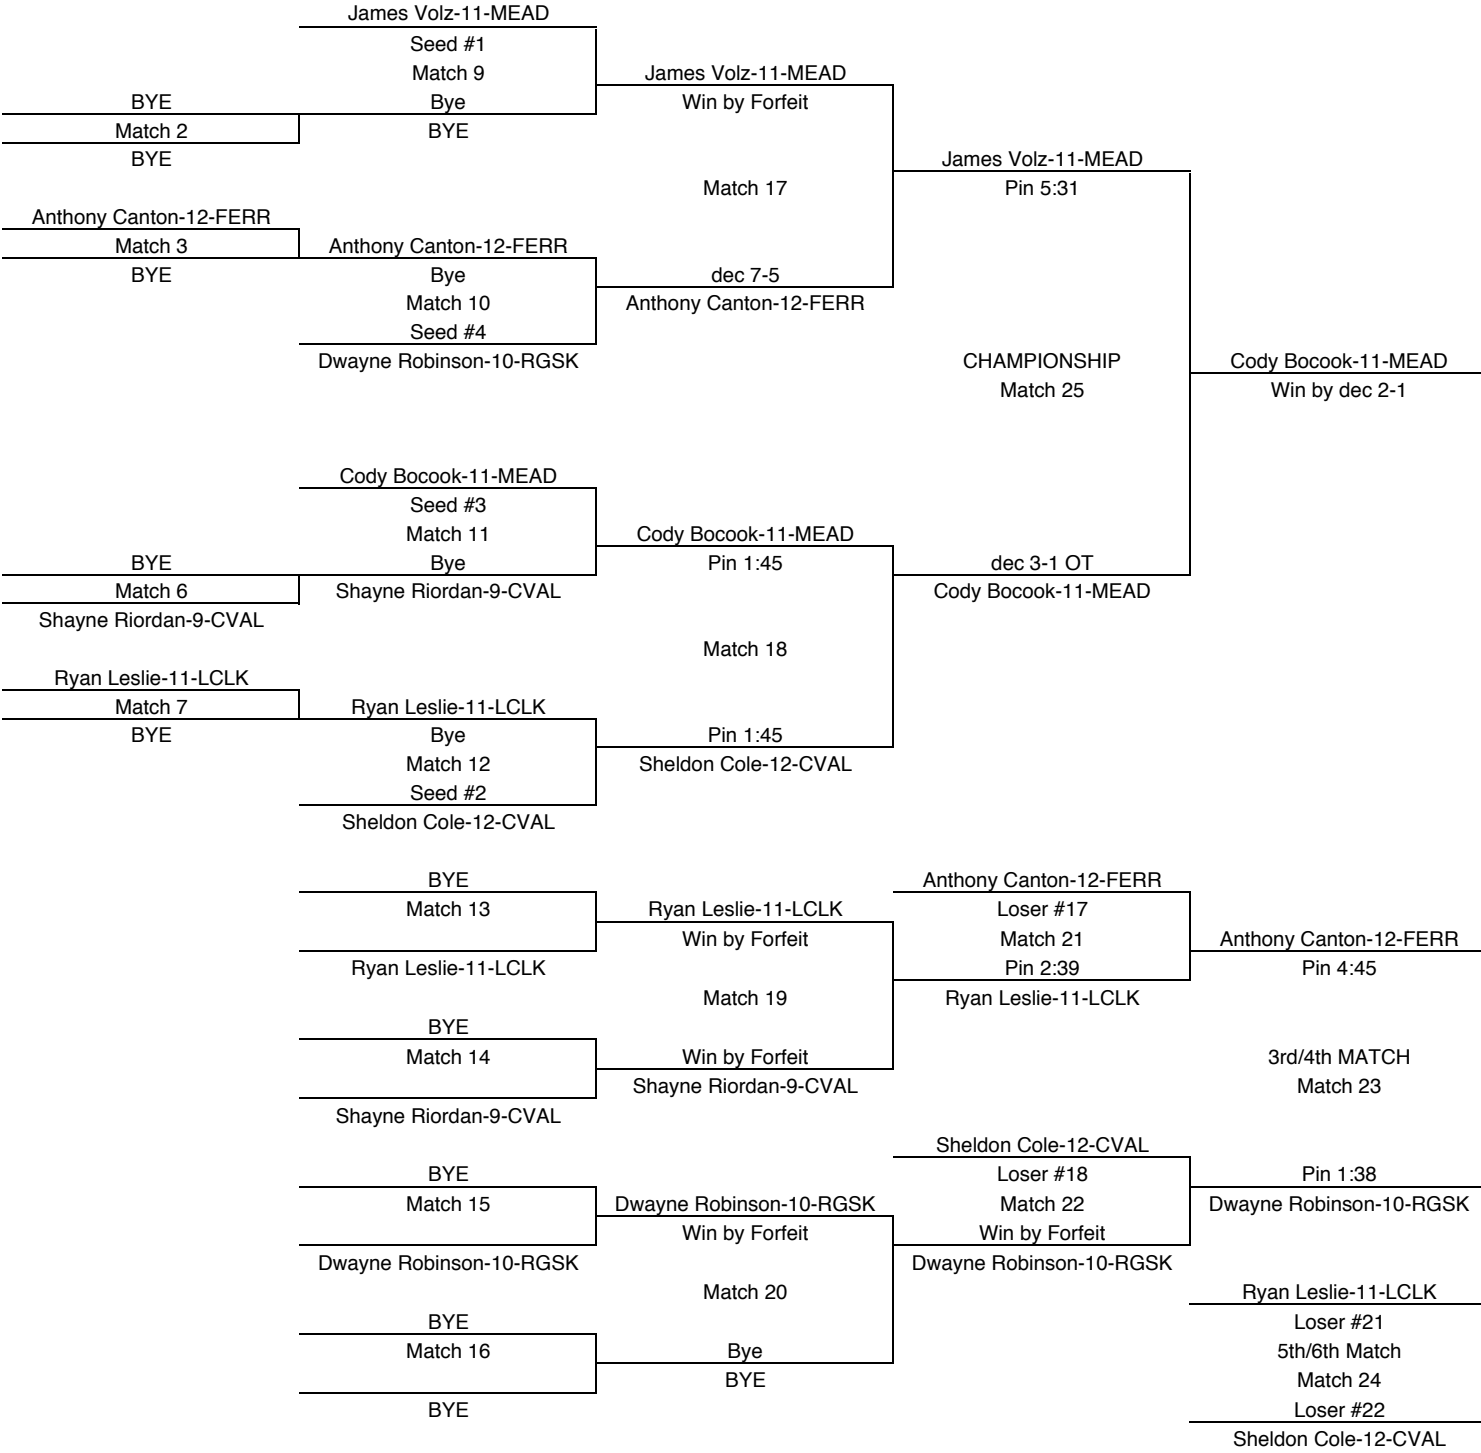 James Volz-11-MEAD
Seed #1
Match 9
James Volz-11-MEAD
BYE
Bye
Win by Forfeit
Match 2
BYE
BYE
James Volz-11-MEAD
Match 17
Pin 5:31
Anthony Canton-12-FERR
Match 3
Anthony Canton-12-FERR
BYE
Bye
dec 7-5
Match 10
Anthony Canton-12-FERR
Seed #4
Dwayne Robinson-10-RGSK
CHAMPIONSHIP
Cody Bocook-11-MEAD
Match 25
Win by dec 2-1
Cody Bocook-11-MEAD
Seed #3
Match 11
Cody Bocook-11-MEAD
BYE
Bye
Pin 1:45
dec 3-1 OT
Match 6
Shayne Riordan-9-CVAL
Cody Bocook-11-MEAD
Shayne Riordan-9-CVAL
Match 18
Ryan Leslie-11-LCLK
Match 7
Ryan Leslie-11-LCLK
BYE
Bye
Pin 1:45
Match 12
Sheldon Cole-12-CVAL
Seed #2
Sheldon Cole-12-CVAL
BYE
Anthony Canton-12-FERR
Match 13
Ryan Leslie-11-LCLK
Loser #17
Win by Forfeit
Match 21
Anthony Canton-12-FERR
Ryan Leslie-11-LCLK
Pin 2:39
Pin 4:45
Match 19
Ryan Leslie-11-LCLK
BYE
Match 14
Win by Forfeit
3rd/4th MATCH
Shayne Riordan-9-CVAL
Match 23
Shayne Riordan-9-CVAL
Sheldon Cole-12-CVAL
BYE
Loser #18
Pin 1:38
Match 15
Dwayne Robinson-10-RGSK
Match 22
Dwayne Robinson-10-RGSK
Win by Forfeit
Win by Forfeit
Dwayne Robinson-10-RGSK
Dwayne Robinson-10-RGSK
Match 20
Ryan Leslie-11-LCLK
BYE
Loser #21
Match 16
Bye
5th/6th Match
BYE
Match 24
BYE
Loser #22
Sheldon Cole-12-CVAL